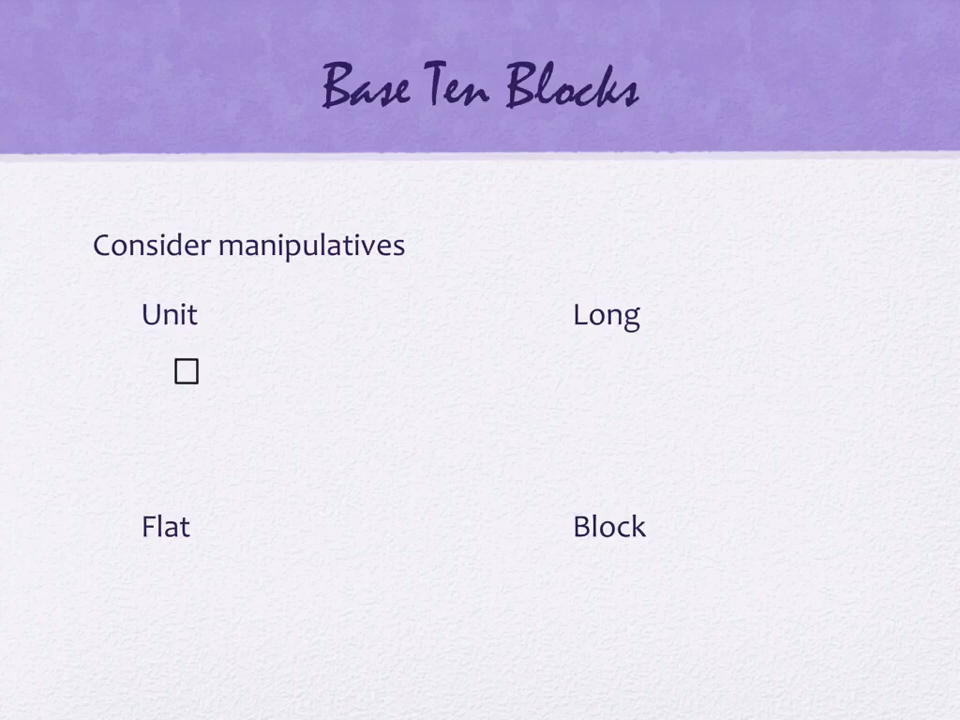 Base Ten Blocks
Consider manipulatives
Unit
Long
Flat
Block